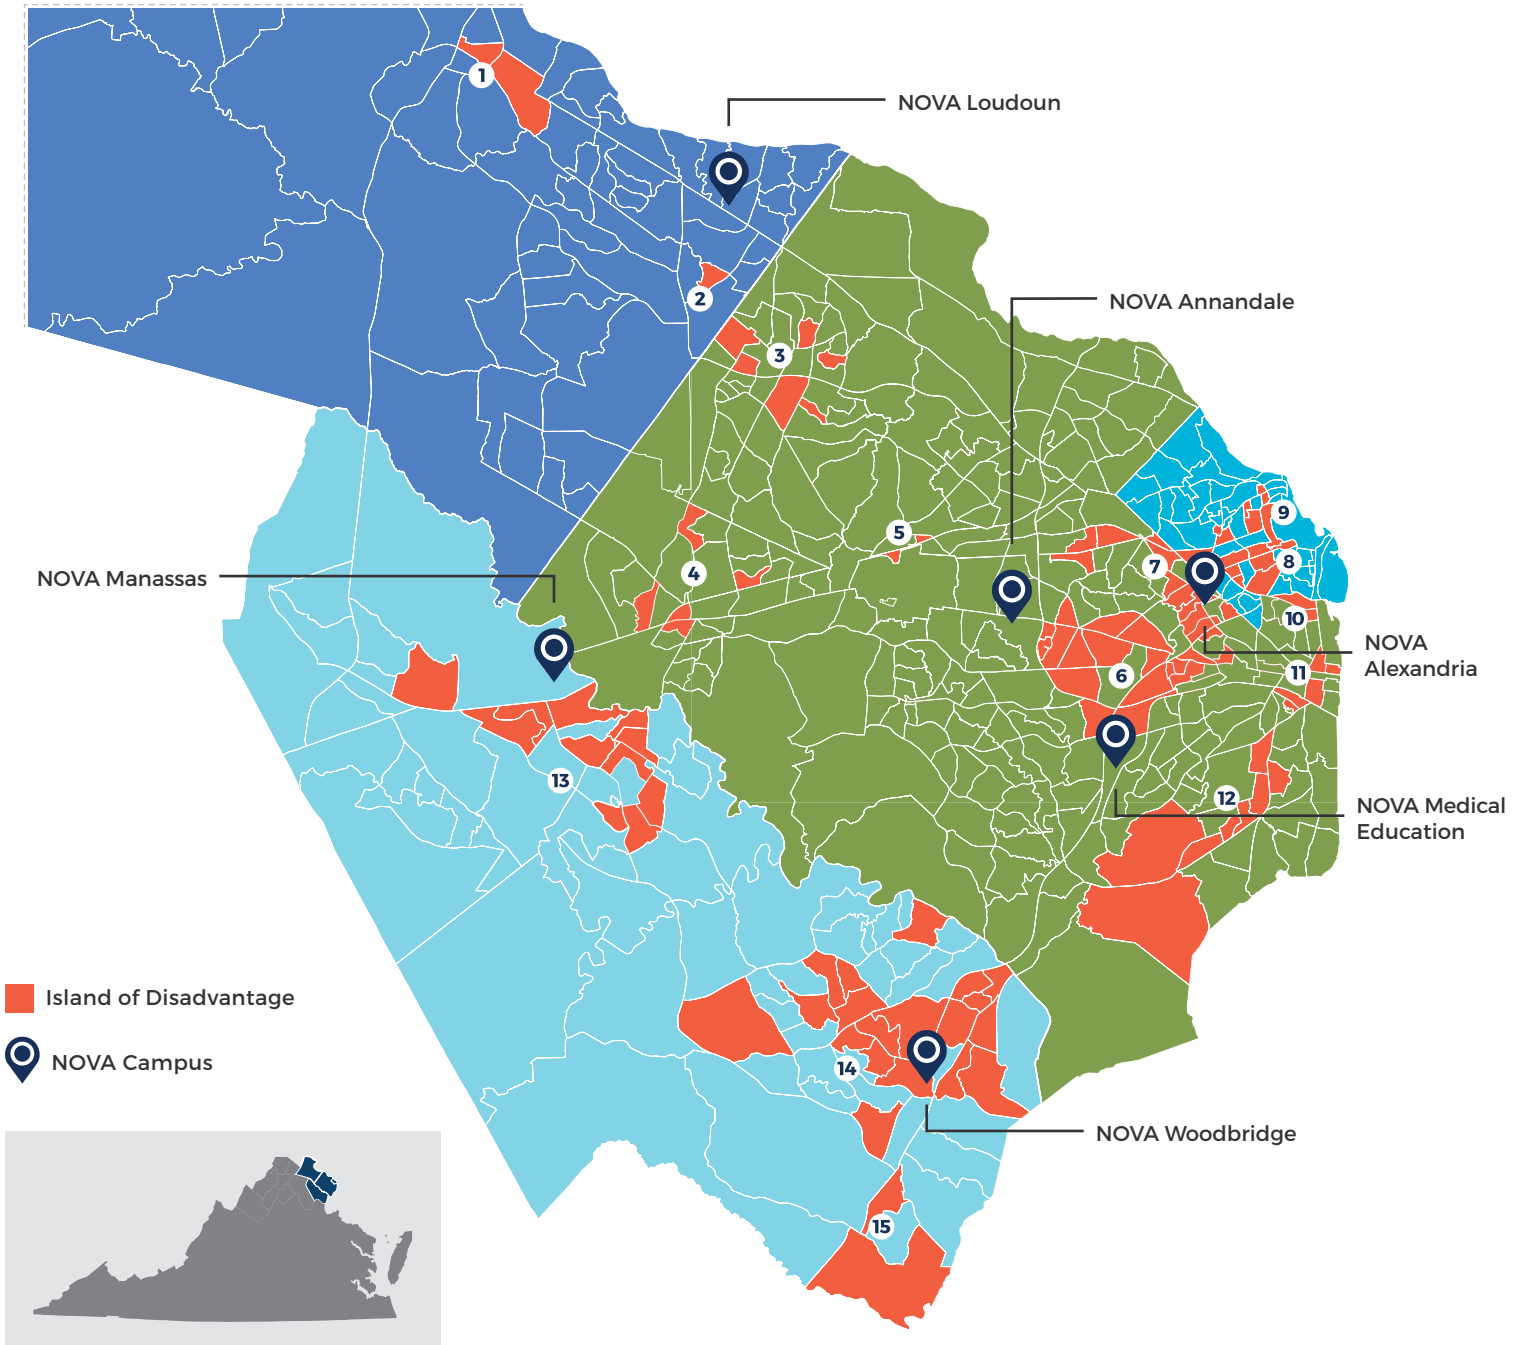 1
NOVA Loudoun
2
NOVA Annandale
3
9
5
8
7
4
NOVA Manassas
10
NOVA
Alexandria
11
6
13
12
NOVA Medical
Education
Island of Disadvantage
NOVA Campus
14
NOVA Woodbridge
15